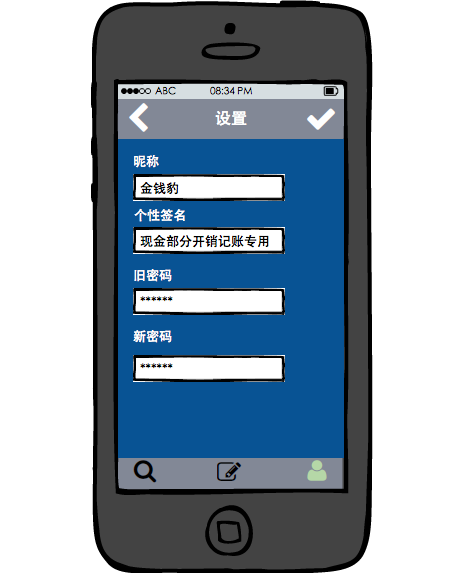 ABC 08:34 PM
设置
昵称
金钱豹
个性签名
现金部分开销记账专用
旧密码
******
新密码
******